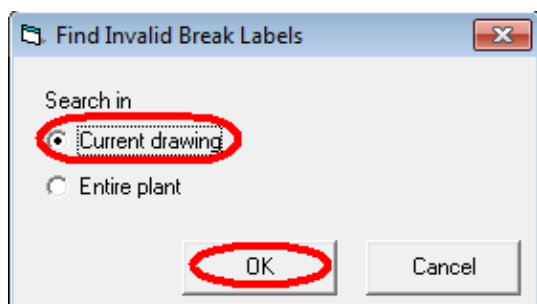 Find Invalid Break Labels
Search in
Current drawing
Entire plant
OK
Cancel